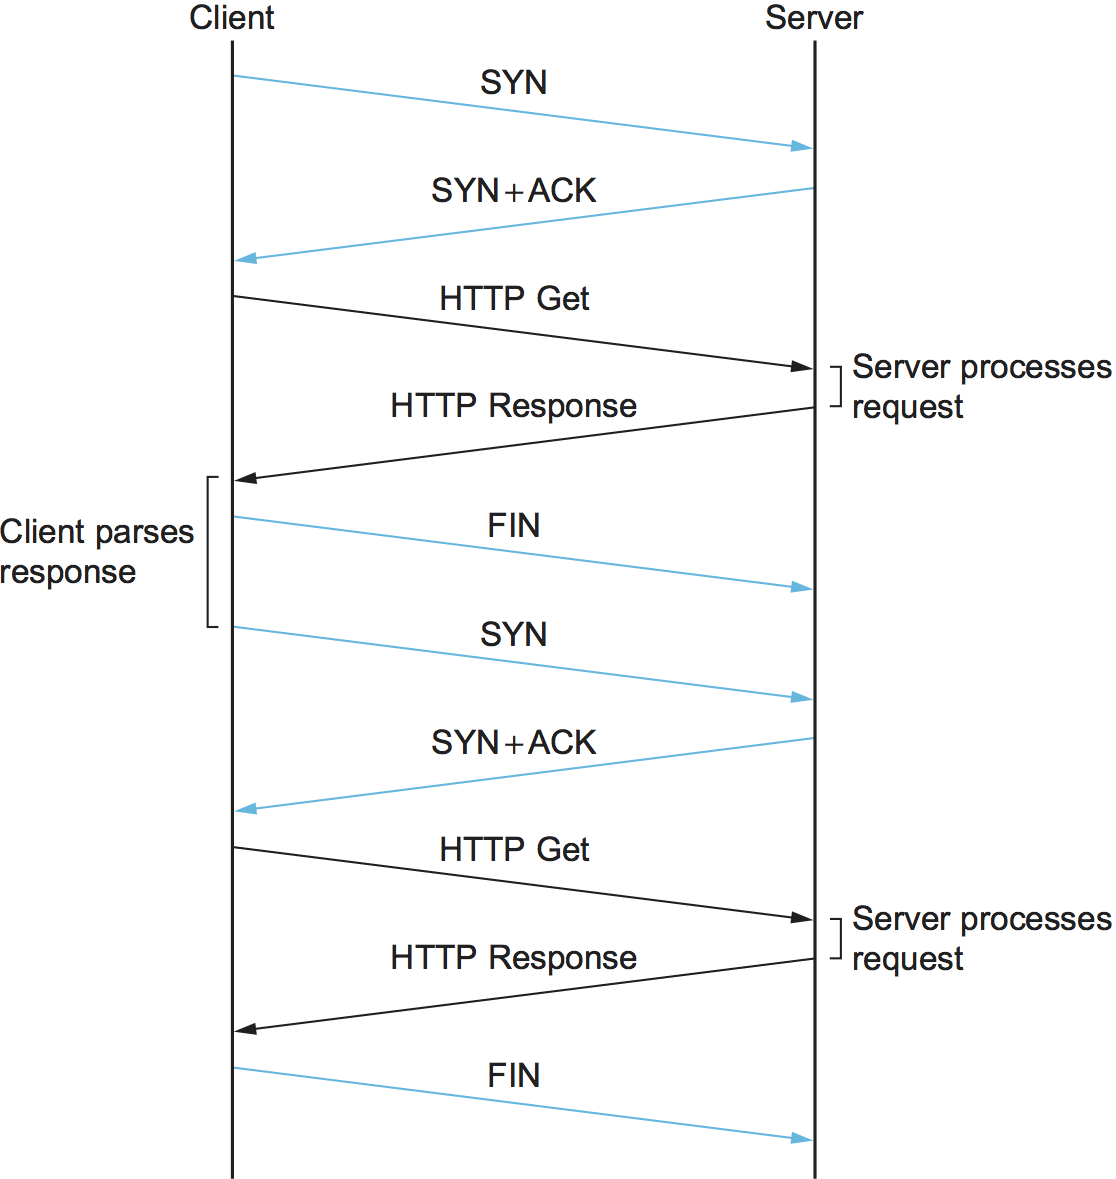 Client
Server
SYN
SYN+ACK
HTTP Get
Server processes
request
HTTP Response
Client parses
response
FIN
SYN
SYN+ACK
HTTP Get
Server processes
request
HTTP Response
FIN